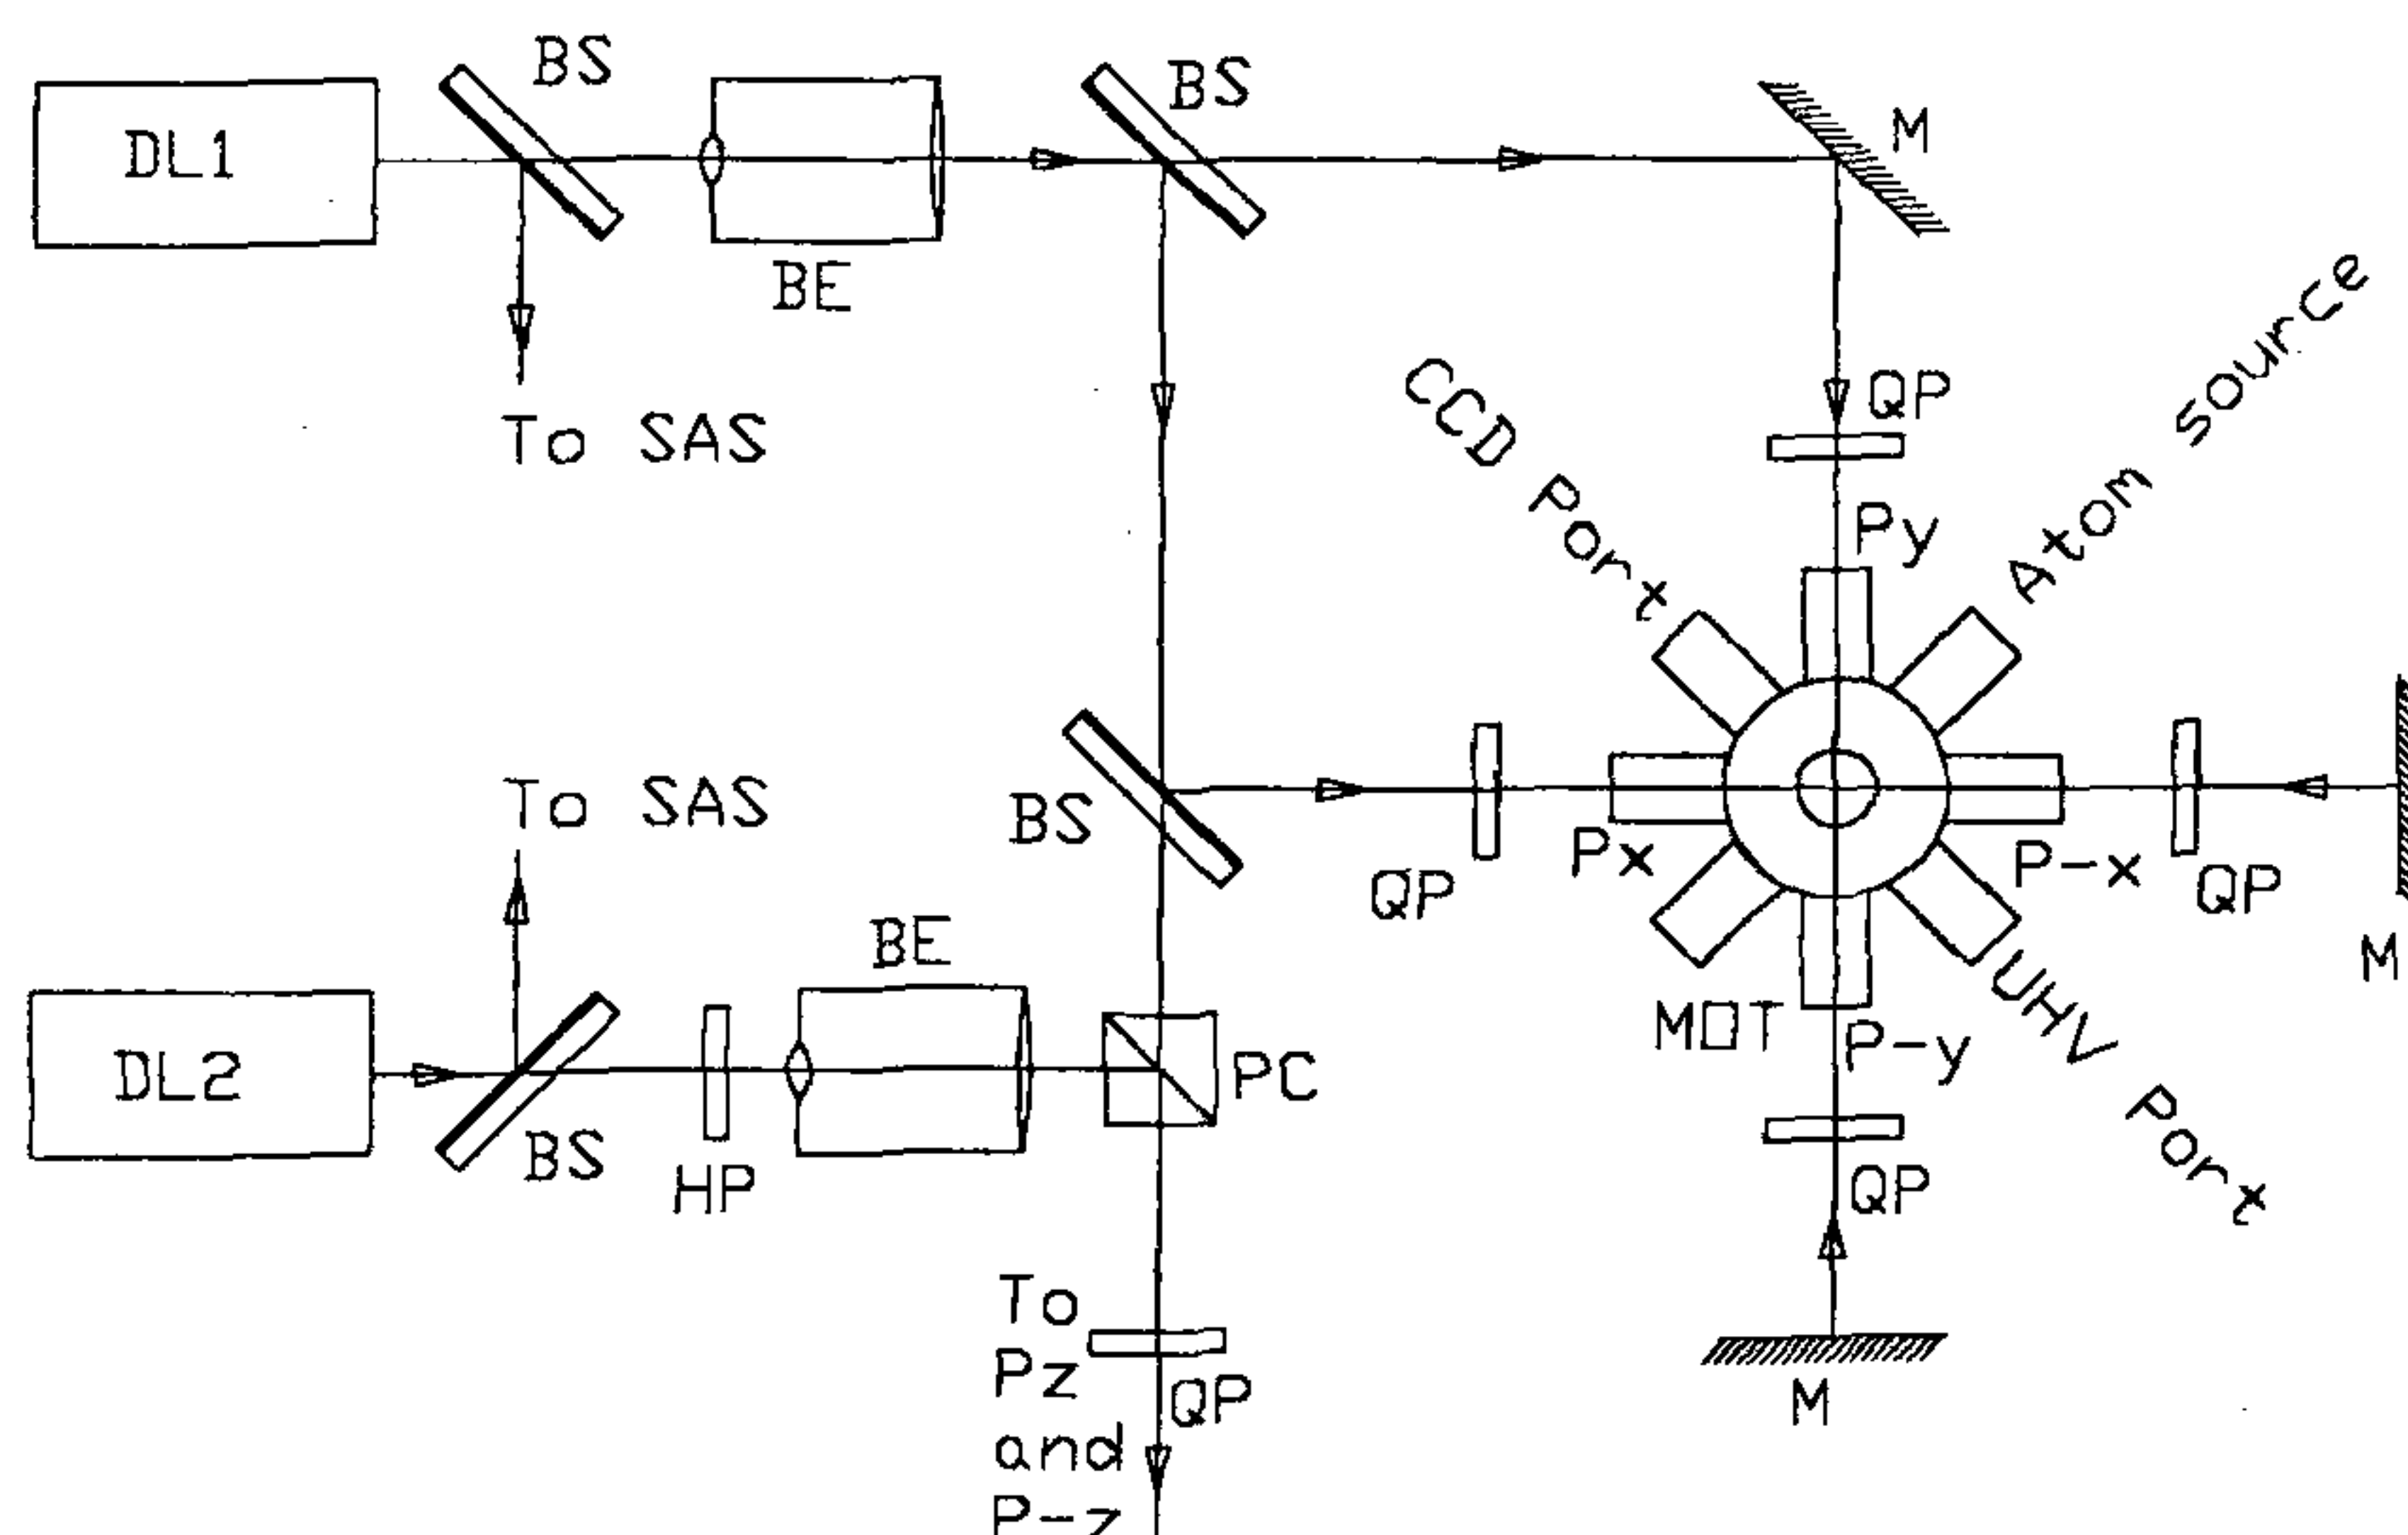 BS
BS
M
DL1
BE
QP
To SAS
CCD Port
Atom source
Py
To SAS
BS
QP
Px
P-x
QP
BE
M
DL2
MOT
P-y
UHV Port
PC
BS
HP
QP
To
Pz
and
P-z
QP
M